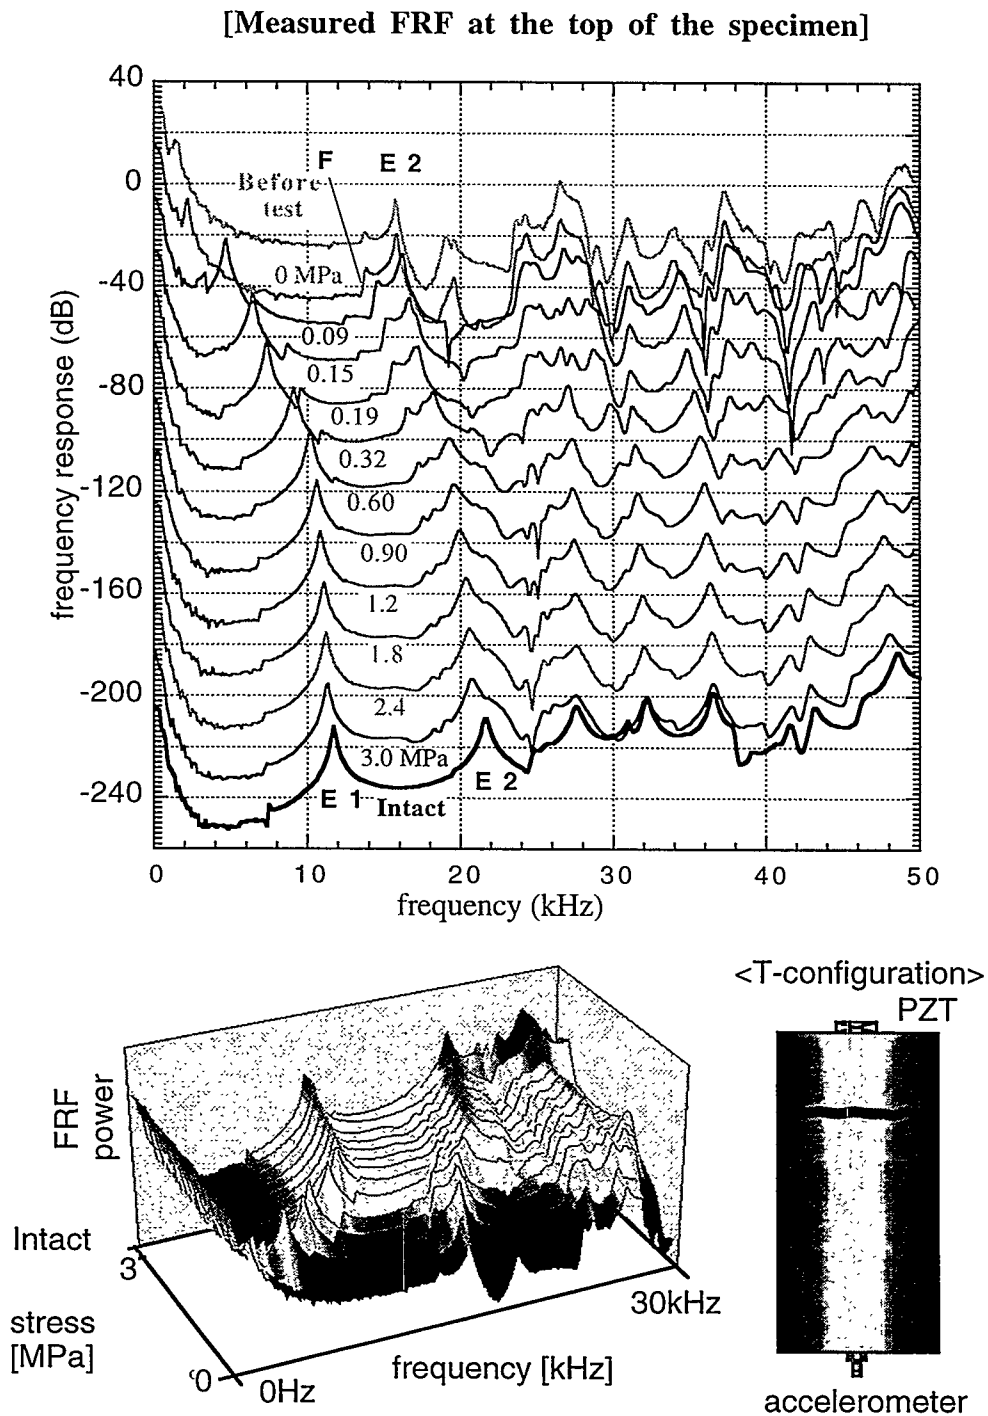 [Measured FRF at the top of the specimen]
40
0
-40
-80
-120
-160
-200
-240
frequency response (dB)
F
E 2
Before
test
0 MPa
0.09
0.15
0.19
0.32
0.60
0.90
1.2
1.8
2.4
3.0 MPa
E 1
Intact
E 2
0
10
20
30
40
50
frequency (kHz)
FRF
power
Intact
3
stress
[MPa]
0
0Hz
frequency [kHz]
30kHz
<T-configuration>
PZT
accelerometer